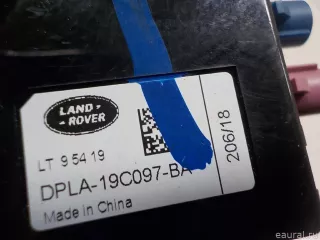 LAND-
ROVER
LT 9 54 19
DPLA-19C097-BA
Made in China
206/18
eaural.ru